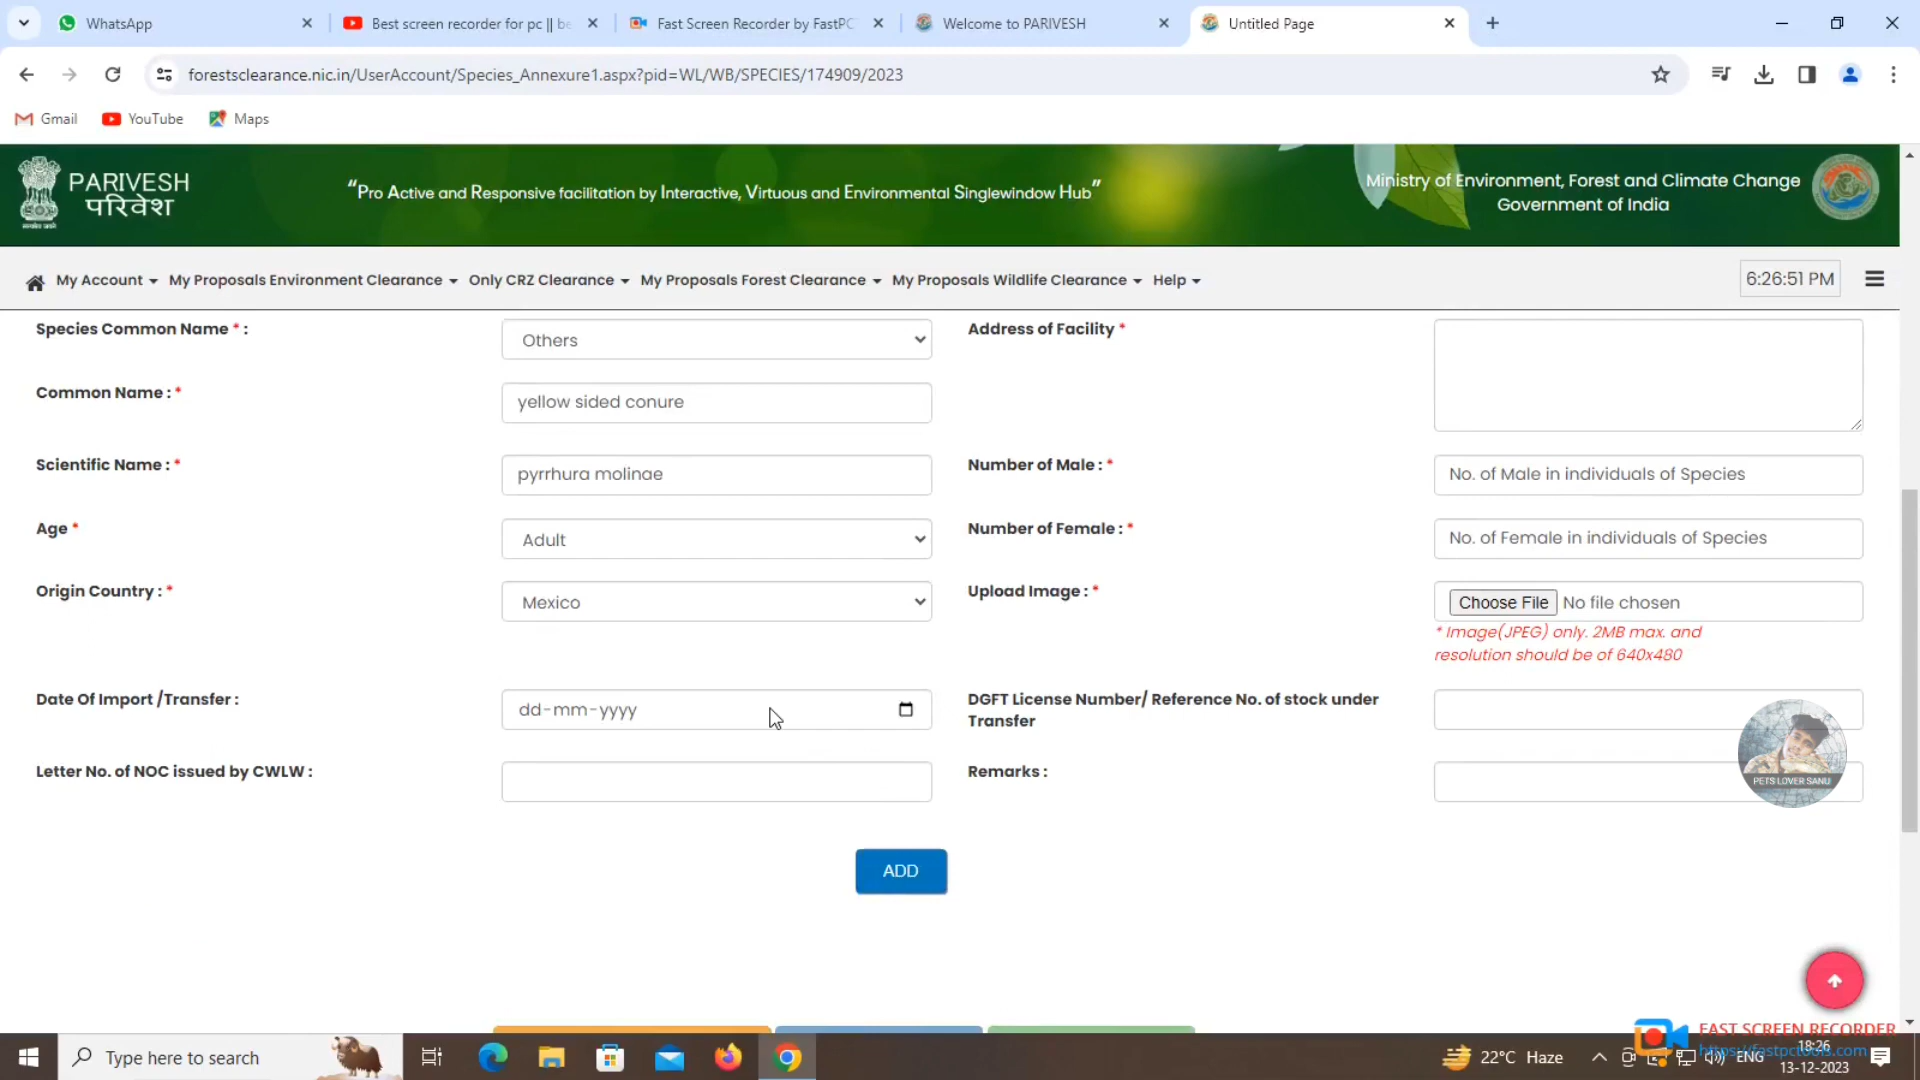 WhatsApp
Best screen recorder for pc || be
Fast Screen Recorder by FastPC
Welcome to PARIVESH
Untitled Page
forestsclearance.nic.in/UserAccount/Species_Annexure1.aspx?pid=WL/WB/SPECIES/174909/2023
Gmail
YouTube
Maps
PARIVESH
परिवेश
“Pro Active and Responsive facilitation by Interactive, Virtuous and Environmental Singlewindow Hub”
Ministry of Environment, Forest and Climate Change
Government of India
My Account
My Proposals Environment Clearance
Only CRZ Clearance
My Proposals Forest Clearance
My Proposals Wildlife Clearance
Help
6:26:51 PM
Species Common Name * :
Others
Address of Facility *
Common Name : *
yellow sided conure
Scientific Name : *
pyrrhura molinae
Number of Male : *
No. of Male in individuals of Species
Age *
Adult
Number of Female : *
No. of Female in individuals of Species
Origin Country : *
Mexico
Upload Image : *
Choose File No file chosen
* Image(JPEG) only. 2MB max. and
resolution should be of 640x480
Date Of Import /Transfer :
dd-mm-yyyy
DGFT License Number/ Reference No. of stock under
Transfer
PETS LOVER SANU
Letter No. of NOC issued by CWLW :
Remarks :
ADD
FAST SCREEN RECORDER
https://fastpctools.com
Type here to search
22°C Haze
ENG
18:26
13-12-2023